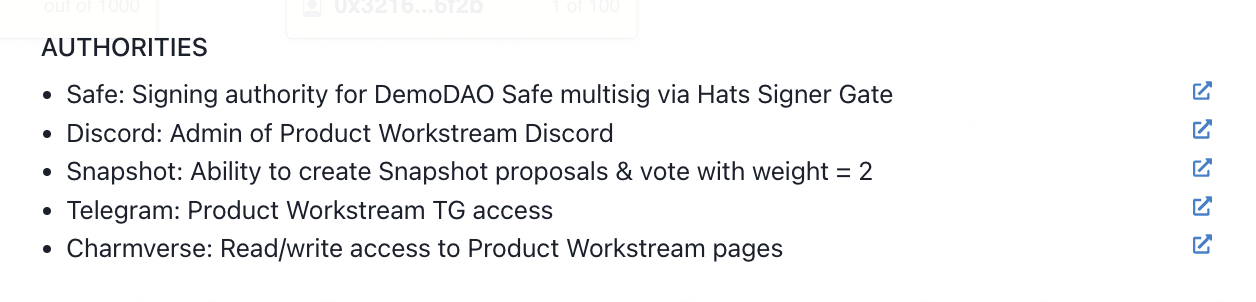 out of 1000
0x3216...6f2b
1 of 100
AUTHORITIES
• Safe: Signing authority for DemoDAO Safe multisig via Hats Signer Gate
• Discord: Admin of Product Workstream Discord
• Snapshot: Ability to create Snapshot proposals & vote with weight = 2
• Telegram: Product Workstream TG access
• Charmverse: Read/write access to Product Workstream pages